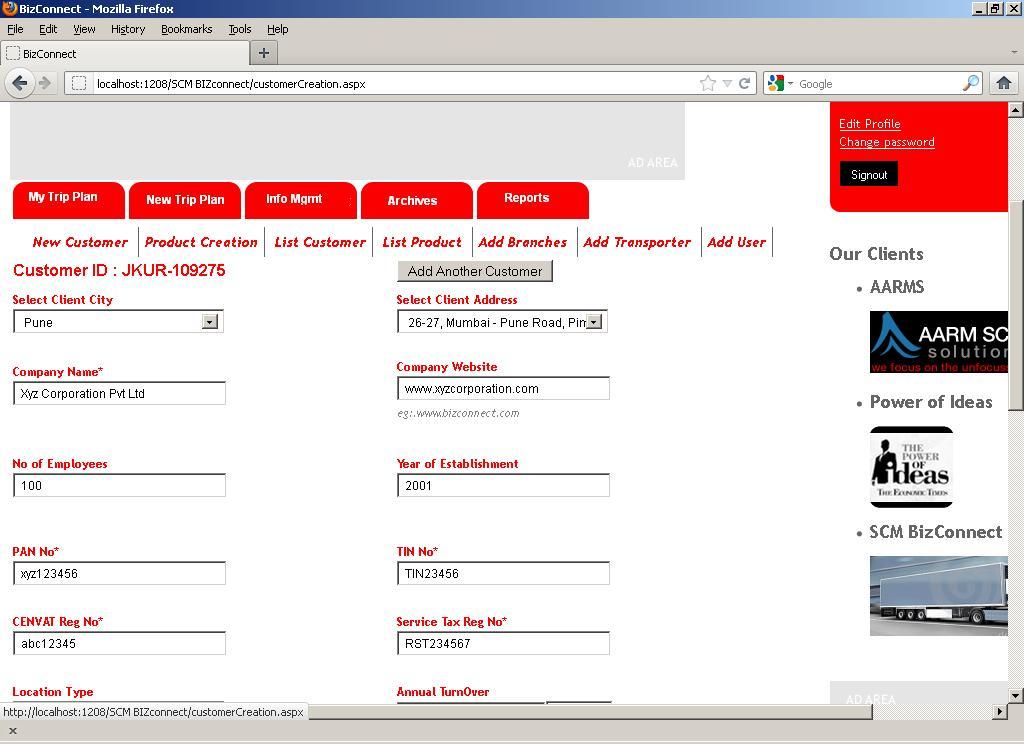 BizConnect - Mozilla Firefox
File Edit View History Bookmarks Tools Help
BizConnect
localhost:1208/SCM BIZconnect/customerCreation.aspx
Google
AD AREA
Edit Profile
Change password
Signout
My Trip Plan New Trip Plan Info Mgmt Archives Reports
New Customer Product Creation List Customer List Product Add Branches Add Transporter Add User
Customer ID : JKUR-109275
Add Another Customer
Select Client City
Select Client Address
Pune
26-27, Mumbai - Pune Road, Pim
Company Name*
Company Website
Xyz Corporation Pvt Ltd
www.xyzcorporation.com
eg:.www.bizconnect.com
No of Employees
Year of Establishment
100
2001
PAN No*
TIN No*
xyz123456
TIN23456
CENVAT Reg No*
Service Tax Reg No*
abc12345
RST234567
Location Type
Annual TurnOver
Our Clients
AARMS
AARM SC
solution
we focus on the unfocus
Power of Ideas
THE
POWER
OF
ideas
THE ECONOMIC TIMES
SCM BizConnect
AD AREA
http://localhost:1208/SCM BIZconnect/customerCreation.aspx